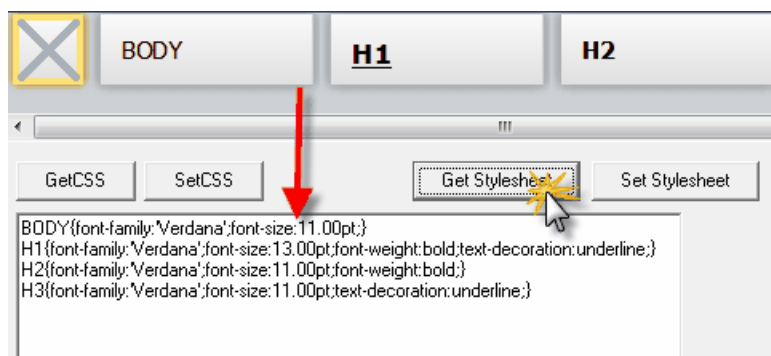 BODY
H1
H2
GetCSS
SetCSS
Get Stylesheet
Set Stylesheet
BODY{font-family:'Verdana';font-size:11.00pt;}
H1{font-family:'Verdana';font-size:13.00pt;font-weight:bold;text-decoration:underline;}
H2{font-family:'Verdana';font-size:11.00pt;font-weight:bold;}
H3{font-family:'Verdana';font-size:11.00pt;text-decoration:underline;}